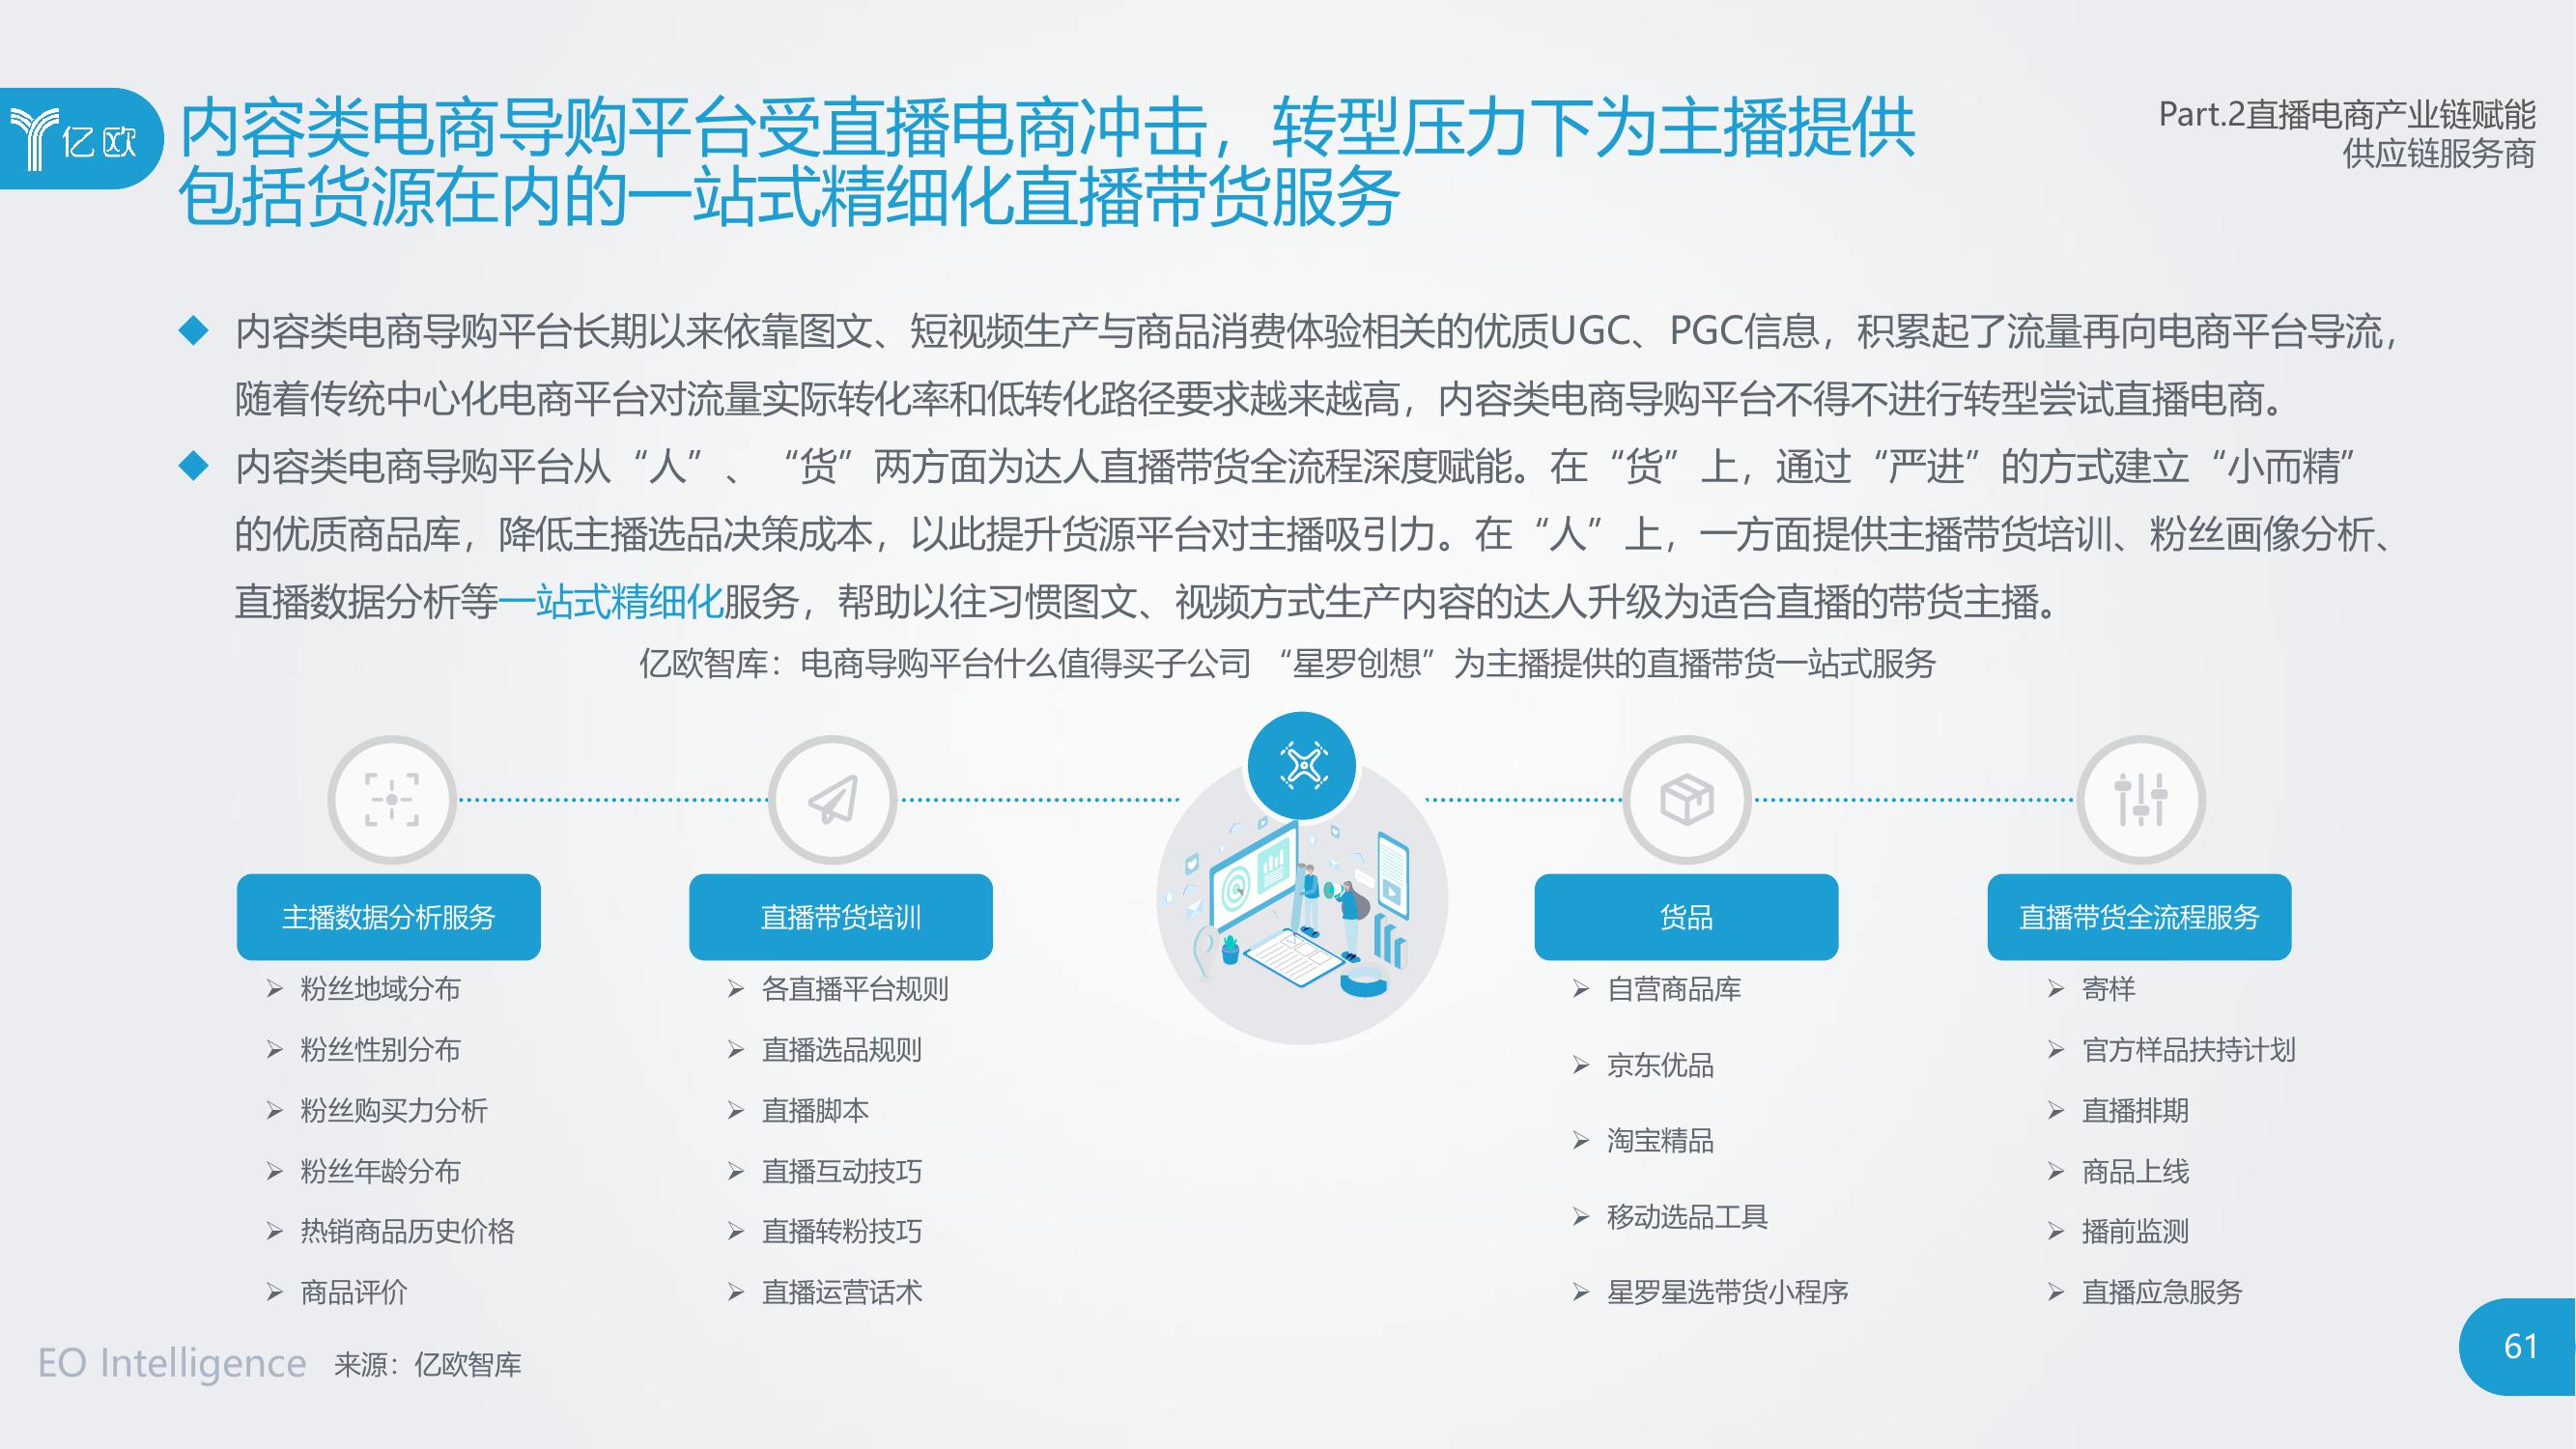 亿欧
内容类电商导购平台受直播电商冲击，转型压力下为主播提供
包括货源在内的一站式精细化直播带货服务
Part.2直播电商产业链赋能
供应链服务商
内容类电商导购平台长期以来依靠图文、短视频生产与商品消费体验相关的优质UGC、PGC信息，积累起了流量再向电商平台导流，
随着传统中心化电商平台对流量实际转化率和低转化路径要求越来越高，内容类电商导购平台不得不进行转型尝试直播电商。
内容类电商导购平台从“人”、“货”两方面为达人直播带货全流程深度赋能。在“货”上，通过“严进”的方式建立“小而精”
的优质商品库，降低主播选品决策成本，以此提升货源平台对主播吸引力。在“人”上，一方面提供主播带货培训、粉丝画像分析、
直播数据分析等一站式精细化服务，帮助以往习惯图文、视频方式生产内容的达人升级为适合直播的带货主播。
亿欧智库：电商导购平台什么值得买子公司 “星罗创想”为主播提供的直播带货一站式服务
主播数据分析服务
粉丝地域分布
粉丝性别分布
粉丝购买力分析
粉丝年龄分布
热销商品历史价格
商品评价
直播带货培训
各直播平台规则
直播选品规则
直播脚本
直播互动技巧
直播转粉技巧
直播运营话术
货品
自营商品库
京东优品
淘宝精品
移动选品工具
星罗星选带货小程序
直播带货全流程服务
寄样
官方样品扶持计划
直播排期
商品上线
播前监测
直播应急服务
EO Intelligence 来源：亿欧智库
61